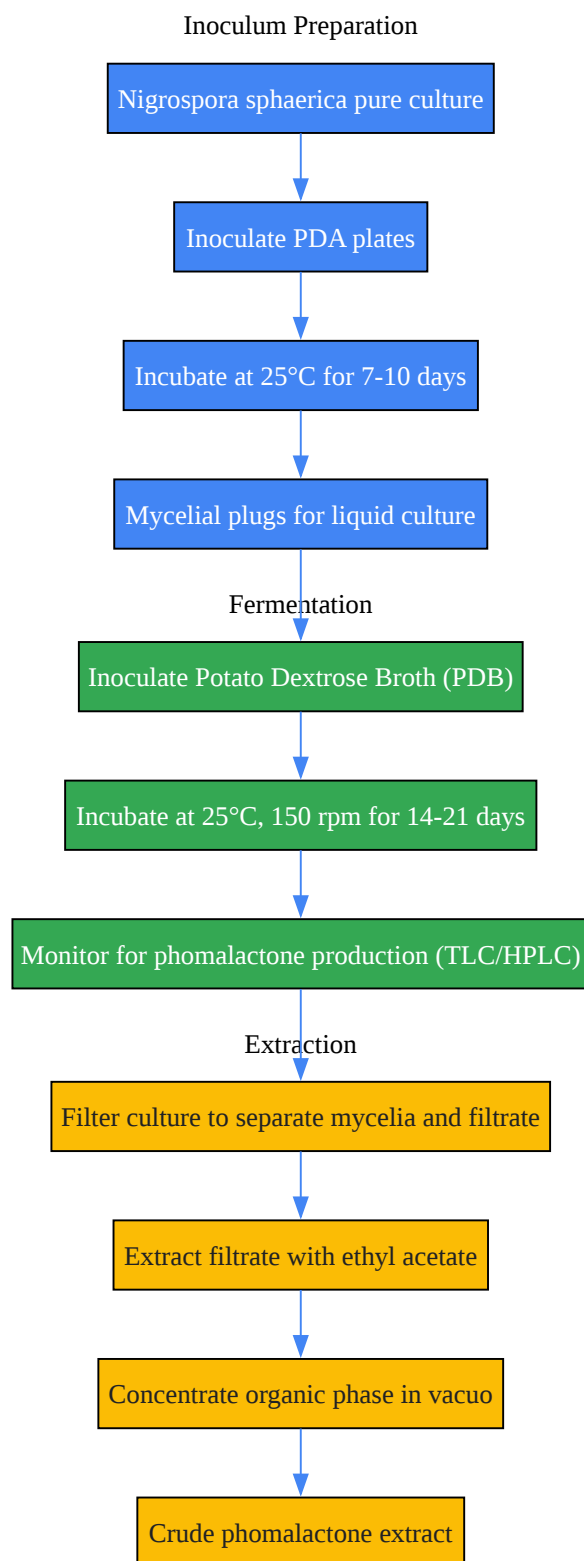 Inoculum Preparation
Nigrospora sphaerica pure culture
Inoculate PDA plates
Incubate at 25°C for 7-10 days
Mycelial plugs for liquid culture
Fermentation
Inoculate Potato Dextrose Broth (PDB)
Incubate at 25°C, 150 rpm for 14-21 days
Monitor for phomalactone production (TLC/HPLC)
Extraction
Filter culture to separate mycelia and filtrate
Extract filtrate with ethyl acetate
Concentrate organic phase in vacuo
Crude phomalactone extract